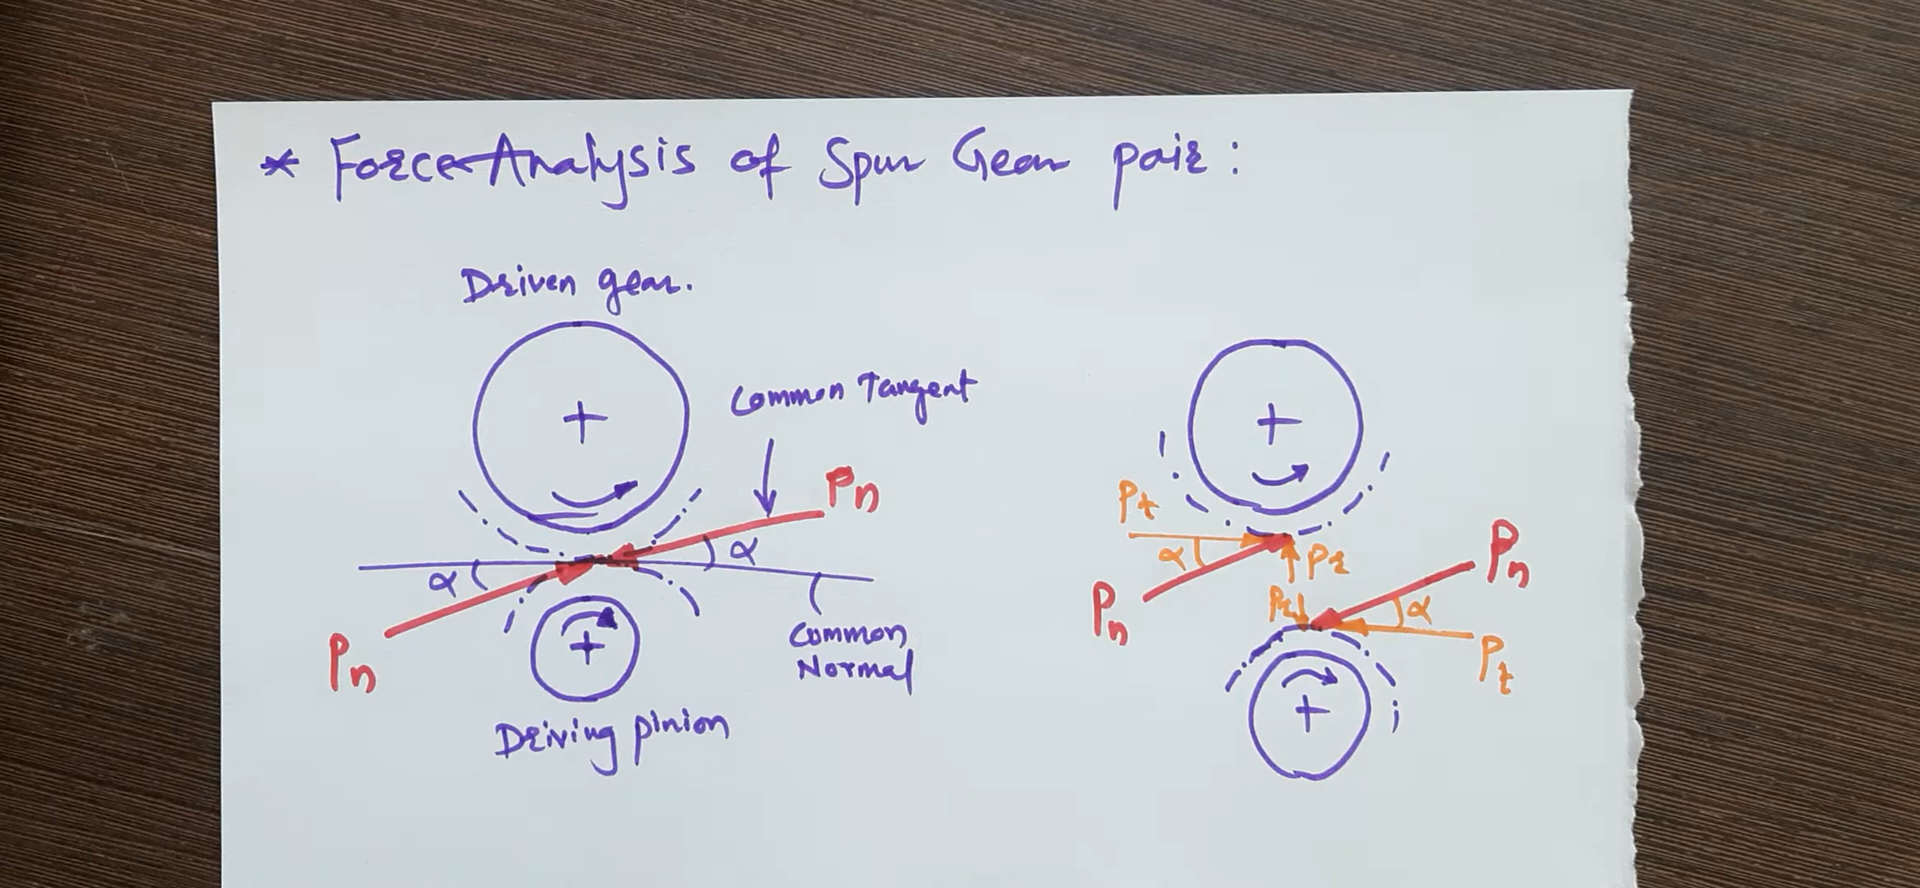 * Force Analysis of Spur Gear pair :
Driven gear.
Common Tangent
Pn
α
α
Pn
Common
Normal
Driving pinion
Pt
α
Pr
Pn
Pr
Pn
α
Pt